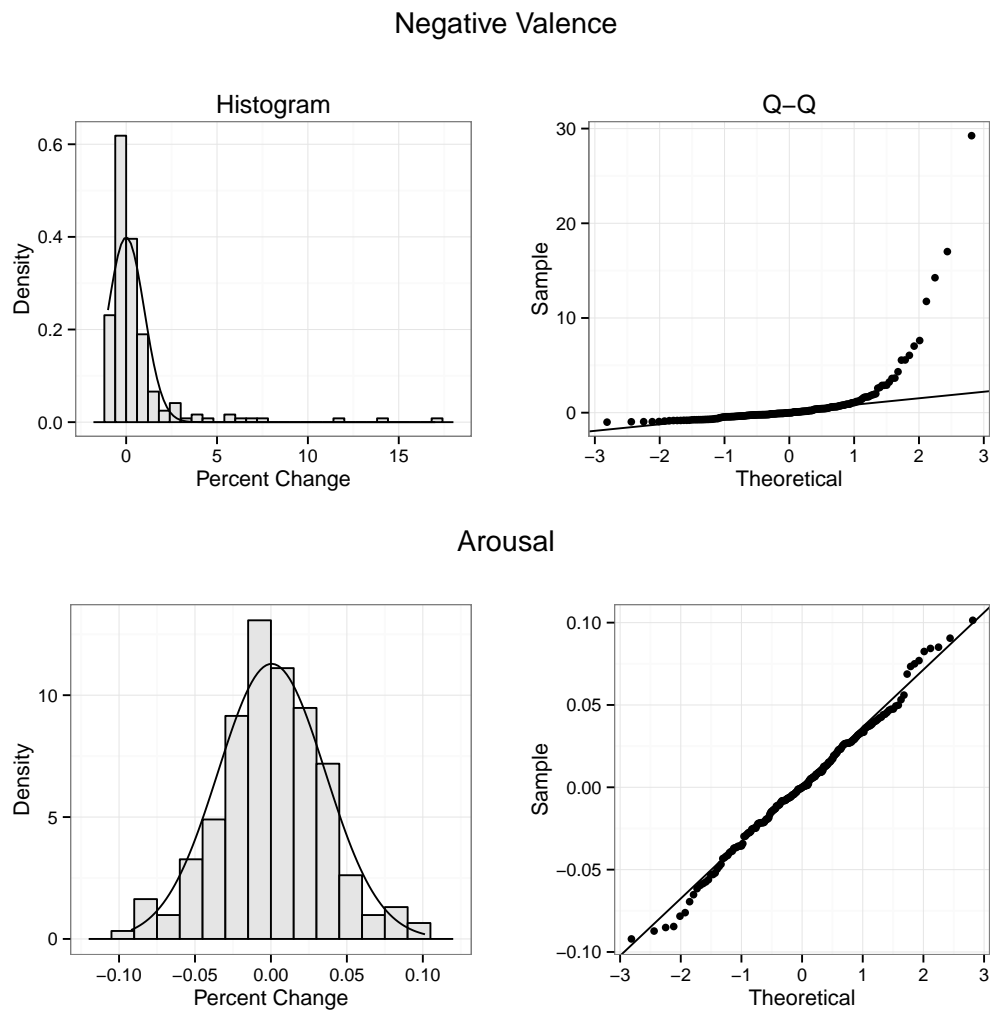 Negative Valence
Histogram
Q−Q
0.6
0.4
0.2
0.0
Density
0 5 10 15
Percent Change
30
20
10
0
Sample
−3 −2 −1 0 1 2 3
Theoretical
Arousal
10
5
0
Density
−0.10 −0.05 0.00 0.05 0.10
Percent Change
0.10
0.05
0.00
−0.05
−0.10
Sample
−3 −2 −1 0 1 2 3
Theoretical